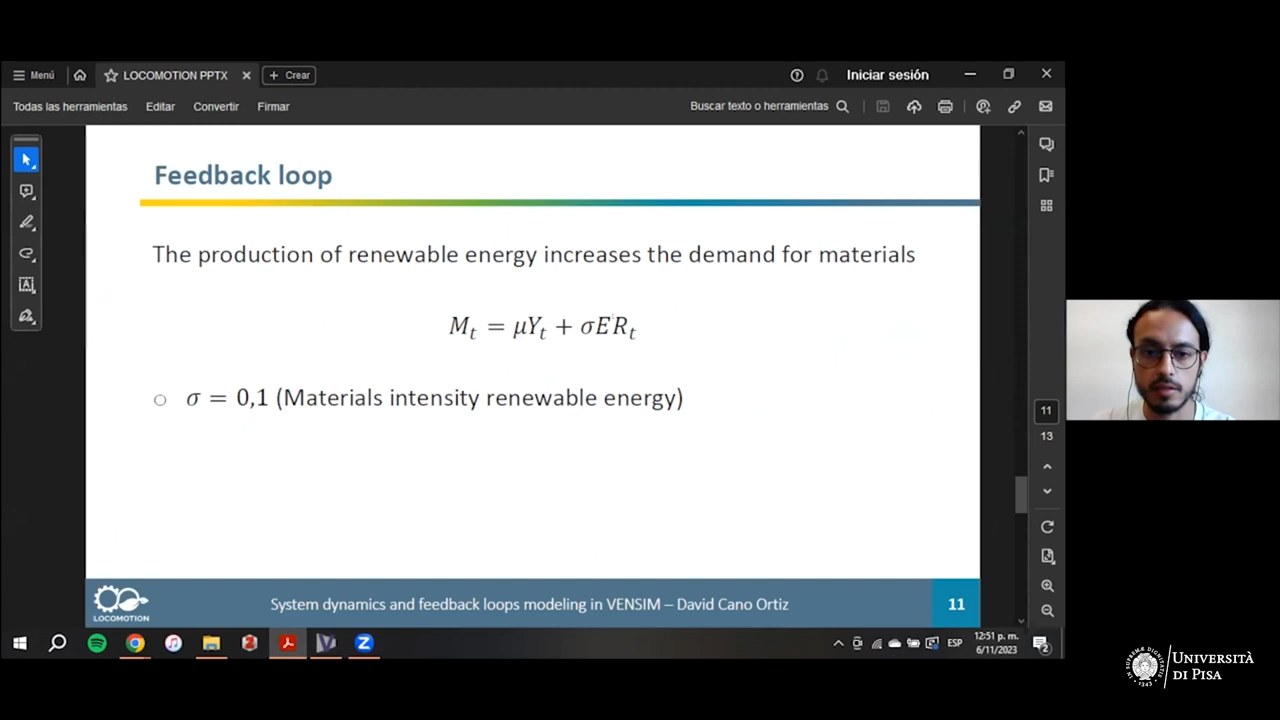 Menú
LOCOMOTION PPTX
Crear
Iniciar sesión
Todas las herramientas
Editar
Convertir
Firmar
Buscar texto o herramientas
Feedback loop
The production of renewable energy increases the demand for materials
Mₜ = μYₜ + σERₜ
σ = 0,1 (Materials intensity renewable energy)
11
13
LOCOMOTION
System dynamics and feedback loops modeling in VENSIM – David Cano Ortiz
11
ESP
12:51 p. m.
6/11/2023
2
UNIVERSITÀ
DI PISA